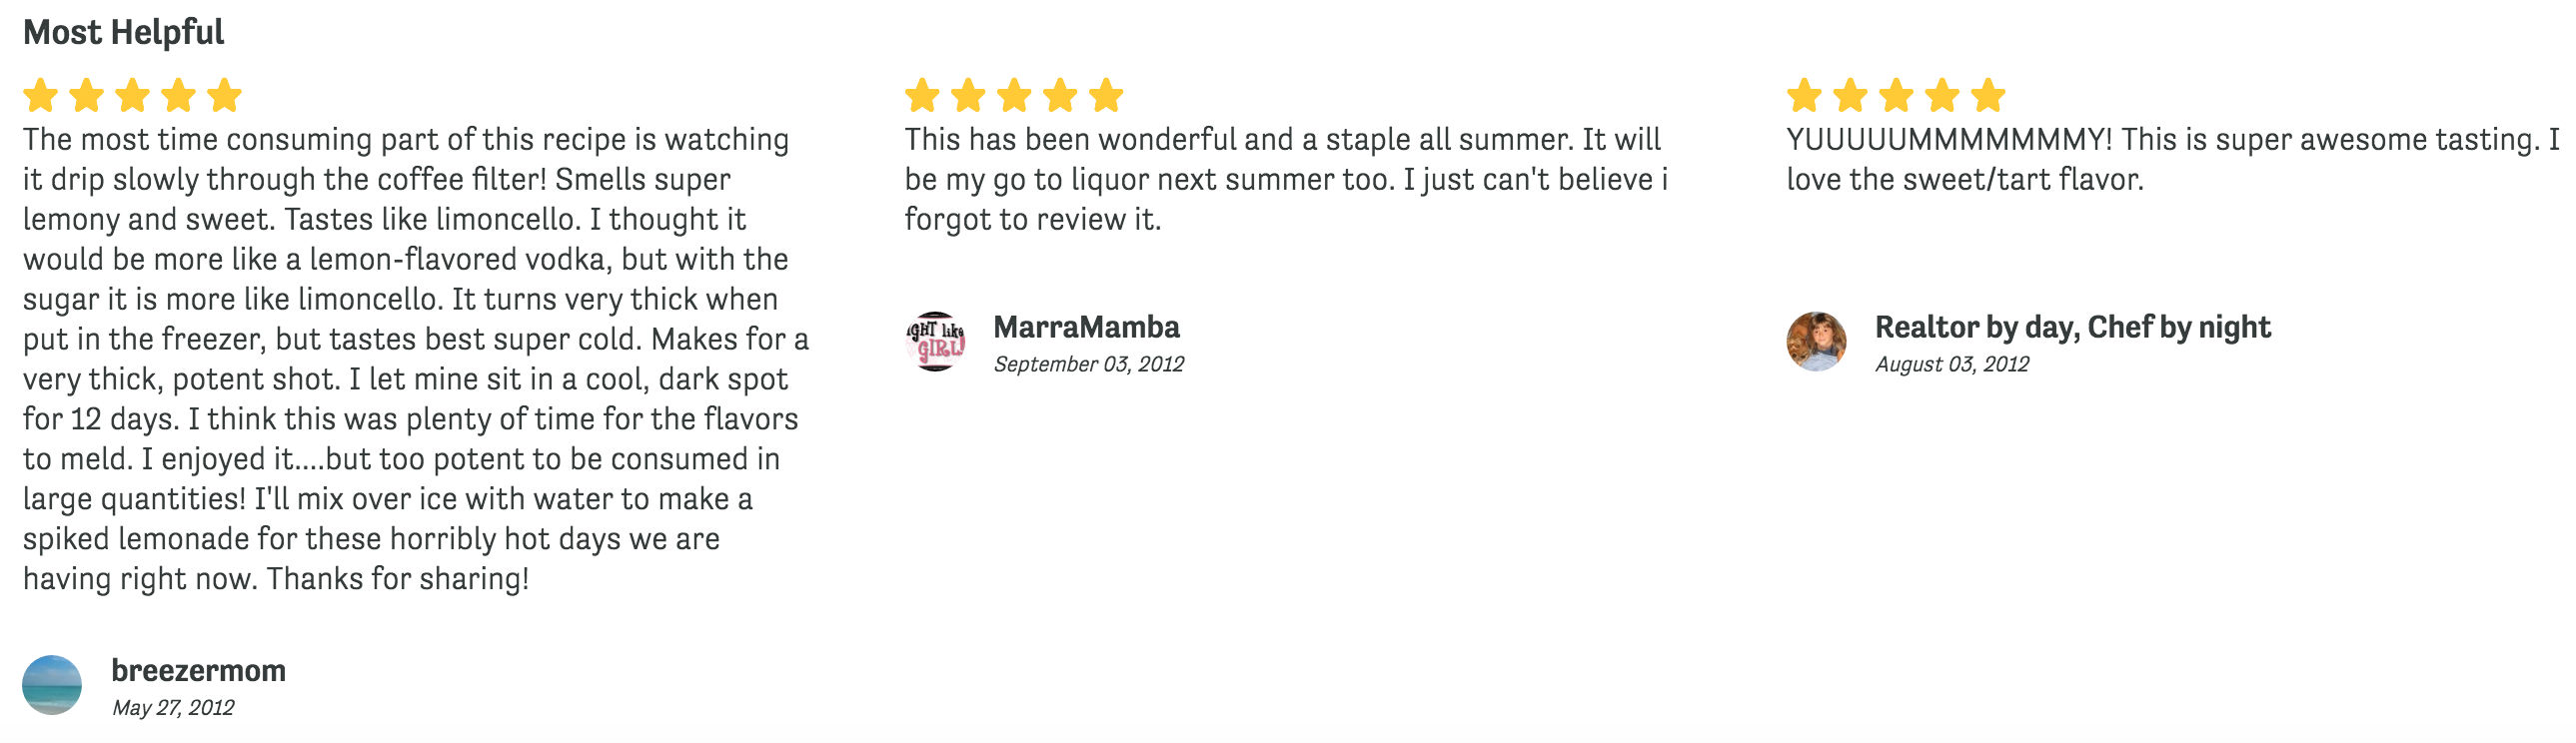 Most Helpful
The most time consuming part of this recipe is watching
it drip slowly through the coffee filter! Smells super
lemony and sweet. Tastes like limoncello. I thought it
would be more like a lemon-flavored vodka, but with the
sugar it is more like limoncello. It turns very thick when
put in the freezer, but tastes best super cold. Makes for a
very thick, potent shot. I let mine sit in a cool, dark spot
for 12 days. I think this was plenty of time for the flavors
to meld. I enjoyed it....but too potent to be consumed in
large quantities! I'll mix over ice with water to make a
spiked lemonade for these horribly hot days we are
having right now. Thanks for sharing!
breezermom
May 27, 2012
This has been wonderful and a staple all summer. It will
be my go to liquor next summer too. I just can't believe i
forgot to review it.
IGHT like
GIRL!
MarraMamba
September 03, 2012
YUUUUUMMMMMMMY! This is super awesome tasting. I
love the sweet/tart flavor.
Realtor by day, Chef by night
August 03, 2012